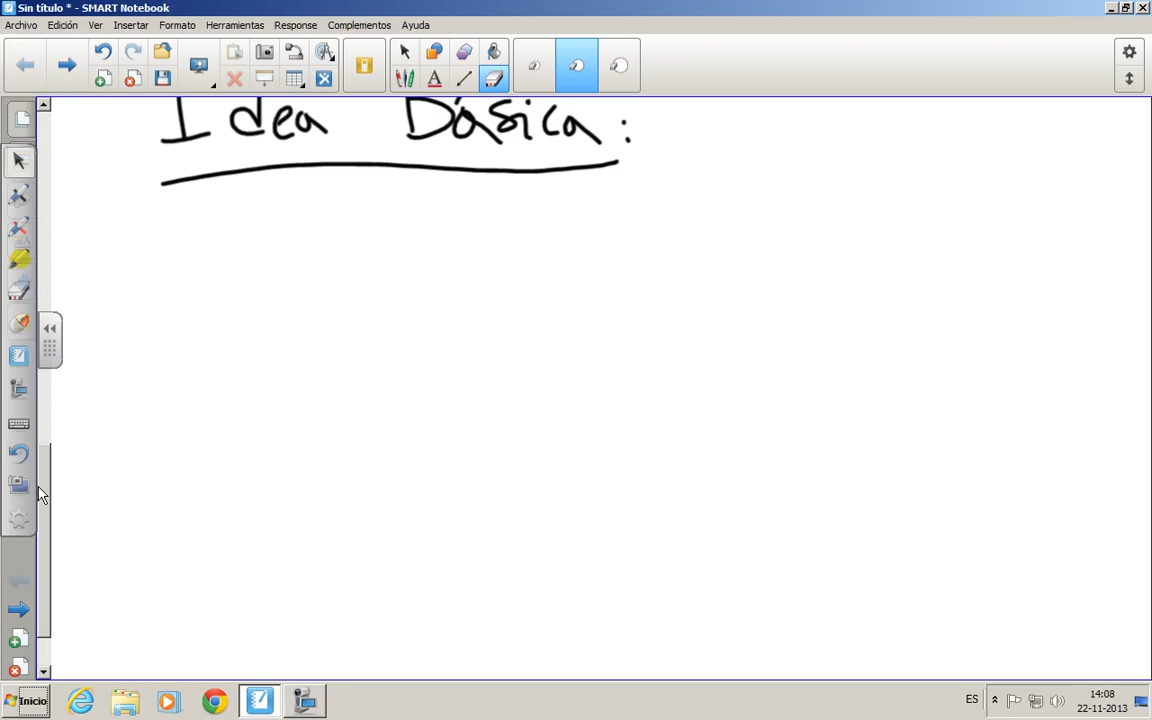 Sin título * - SMART Notebook
Archivo Edición Ver Insertar Formato Herramientas Response Complementos Ayuda
Idea Básica :
Inicio
ES
14:08
22-11-2013